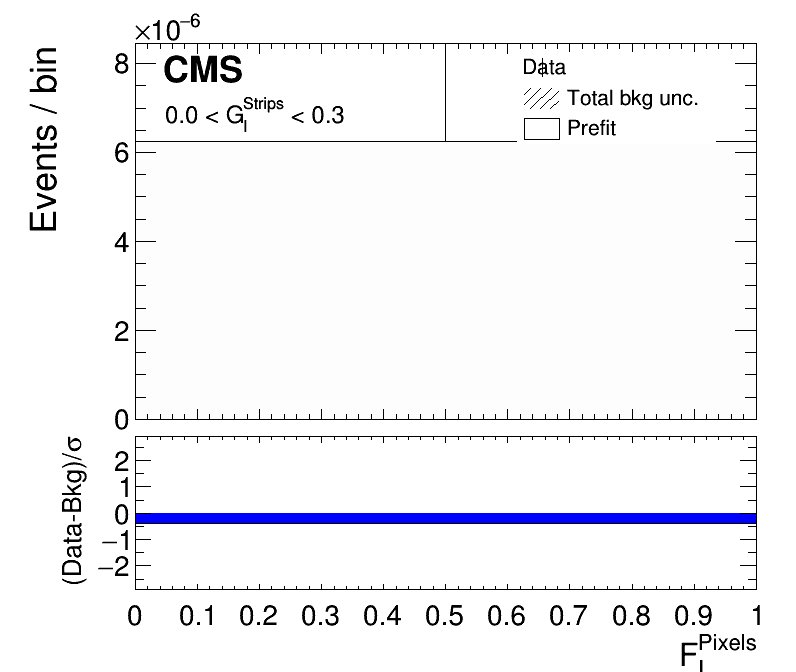 ×10⁻⁶
Events / bin
8
6
4
2
0
CMS
0.0 < G_I^Strips < 0.3
Data
Total bkg unc.
Prefit
(Data-Bkg)/σ
2
1
0
−1
−2
0 0.1 0.2 0.3 0.4 0.5 0.6 0.7 0.8 0.9 1
F_I^Pixels